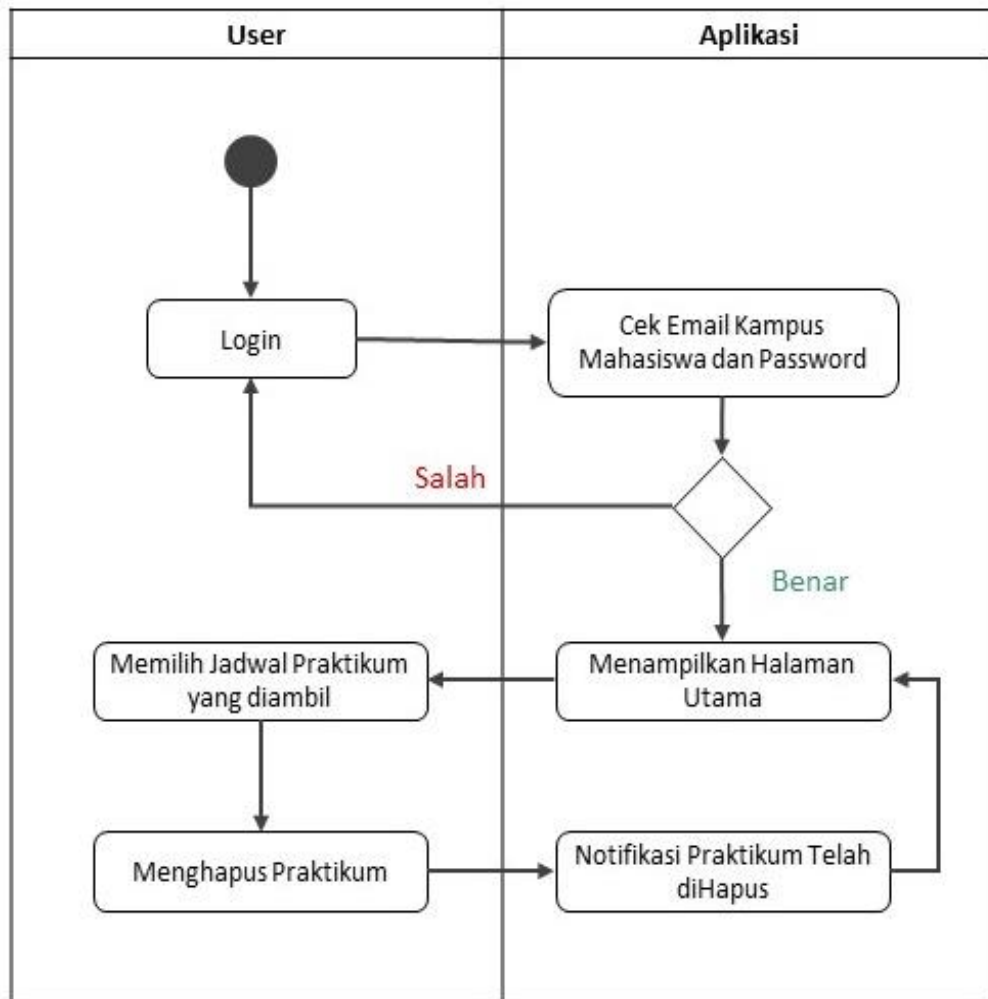 User
Aplikasi
Login
Cek Email Kampus
Mahasiswa dan Password
Salah
Benar
Memilih Jadwal Praktikum
yang diambil
Menampilkan Halaman
Utama
Menghapus Praktikum
Notifikasi Praktikum Telah
diHapus